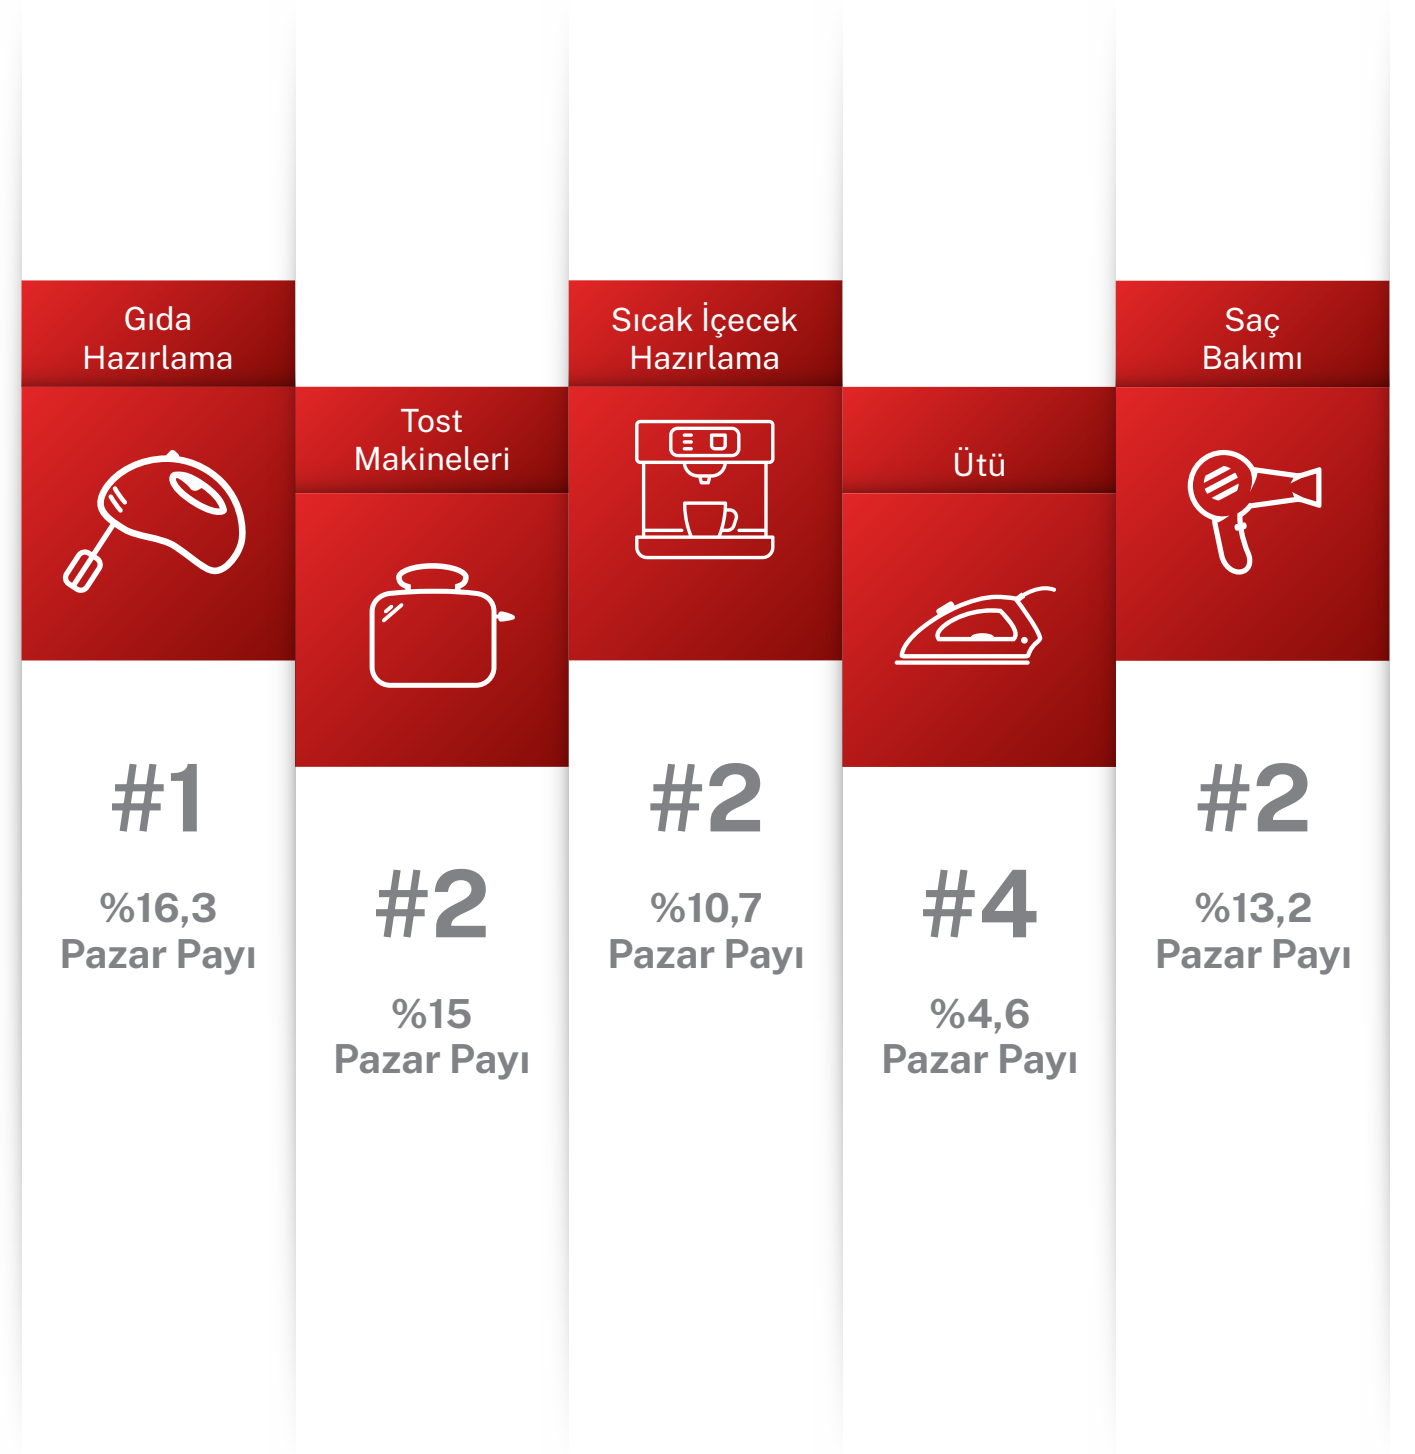 Gıda
Hazırlama
#1
%16,3
Pazar Payı
Tost
Makineleri
#2
%15
Pazar Payı
Sıcak İçecek
Hazırlama
#2
%10,7
Pazar Payı
Ütü
#4
%4,6
Pazar Payı
Saç
Bakımı
#2
%13,2
Pazar Payı